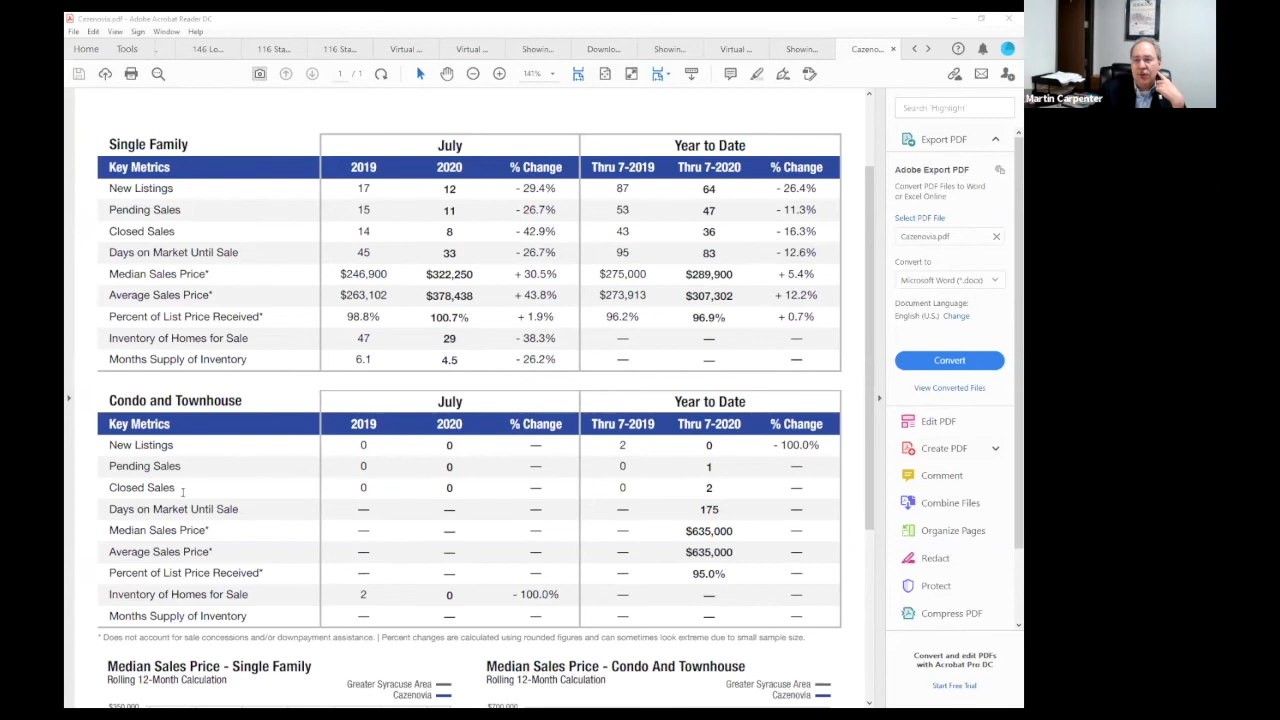 Cazenovia.pdf - Adobe Acrobat Reader DC
File Edit View Sign Window Help
Home Tools 146 Lo... 116 Sta... 116 Sta... Virtual ... Virtual ... Showin... Downlo... Showin... Virtual ... Showin... Cazeno... ×
1 / 1 141%
Martin Carpenter
Search 'Highlight'
Export PDF
Adobe Export PDF
Convert PDF Files to Word
or Excel Online
Select PDF File
Cazenovia.pdf
Convert to
Microsoft Word (*.docx)
Document Language:
English (U.S.) Change
Convert
View Converted Files
Edit PDF
Create PDF
Comment
Combine Files
Organize Pages
Redact
Protect
Compress PDF
Convert and edit PDFs
with Acrobat Pro DC
Start Free Trial
Single Family July Year to Date
Key Metrics 2019 2020 % Change Thru 7-2019 Thru 7-2020 % Change
New Listings 17 12 - 29.4% 87 64 - 26.4%
Pending Sales 15 11 - 26.7% 53 47 - 11.3%
Closed Sales 14 8 - 42.9% 43 36 - 16.3%
Days on Market Until Sale 45 33 - 26.7% 95 83 - 12.6%
Median Sales Price* $246,900 $322,250 + 30.5% $275,000 $289,900 + 5.4%
Average Sales Price* $263,102 $378,438 + 43.8% $273,913 $307,302 + 12.2%
Percent of List Price Received* 98.8% 100.7% + 1.9% 96.2% 96.9% + 0.7%
Inventory of Homes for Sale 47 29 - 38.3% — — —
Months Supply of Inventory 6.1 4.5 - 26.2% — — —
Condo and Townhouse July Year to Date
Key Metrics 2019 2020 % Change Thru 7-2019 Thru 7-2020 % Change
New Listings 0 0 — 2 0 - 100.0%
Pending Sales 0 0 — 0 1 —
Closed Sales 0 0 — 0 2 —
Days on Market Until Sale — — — — 175 —
Median Sales Price* — — — — $635,000 —
Average Sales Price* — — — — $635,000 —
Percent of List Price Received* — — — — 95.0% —
Inventory of Homes for Sale 2 0 - 100.0% — — —
Months Supply of Inventory — — — — — —
* Does not account for sale concessions and/or downpayment assistance. | Percent changes are calculated using rounded figures and can sometimes look extreme due to small sample size.
Median Sales Price - Single Family
Rolling 12-Month Calculation
Greater Syracuse Area
Cazenovia
$350,000
Median Sales Price - Condo And Townhouse
Rolling 12-Month Calculation
Greater Syracuse Area
Cazenovia
$700,000